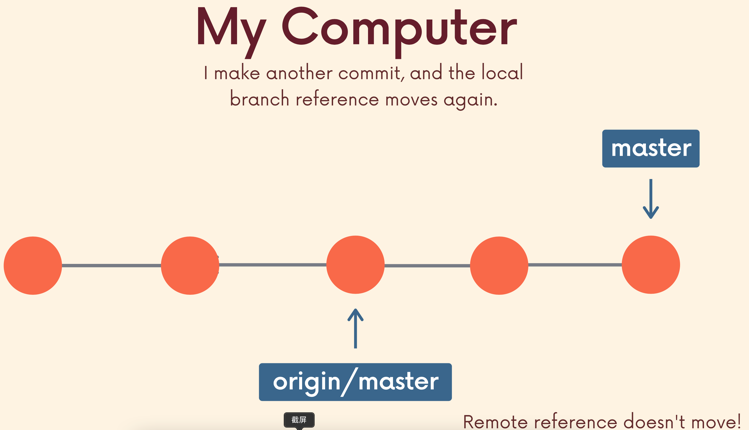 My Computer
I make another commit, and the local
branch reference moves again.
master
origin/master
截屏
Remote reference doesn't move!